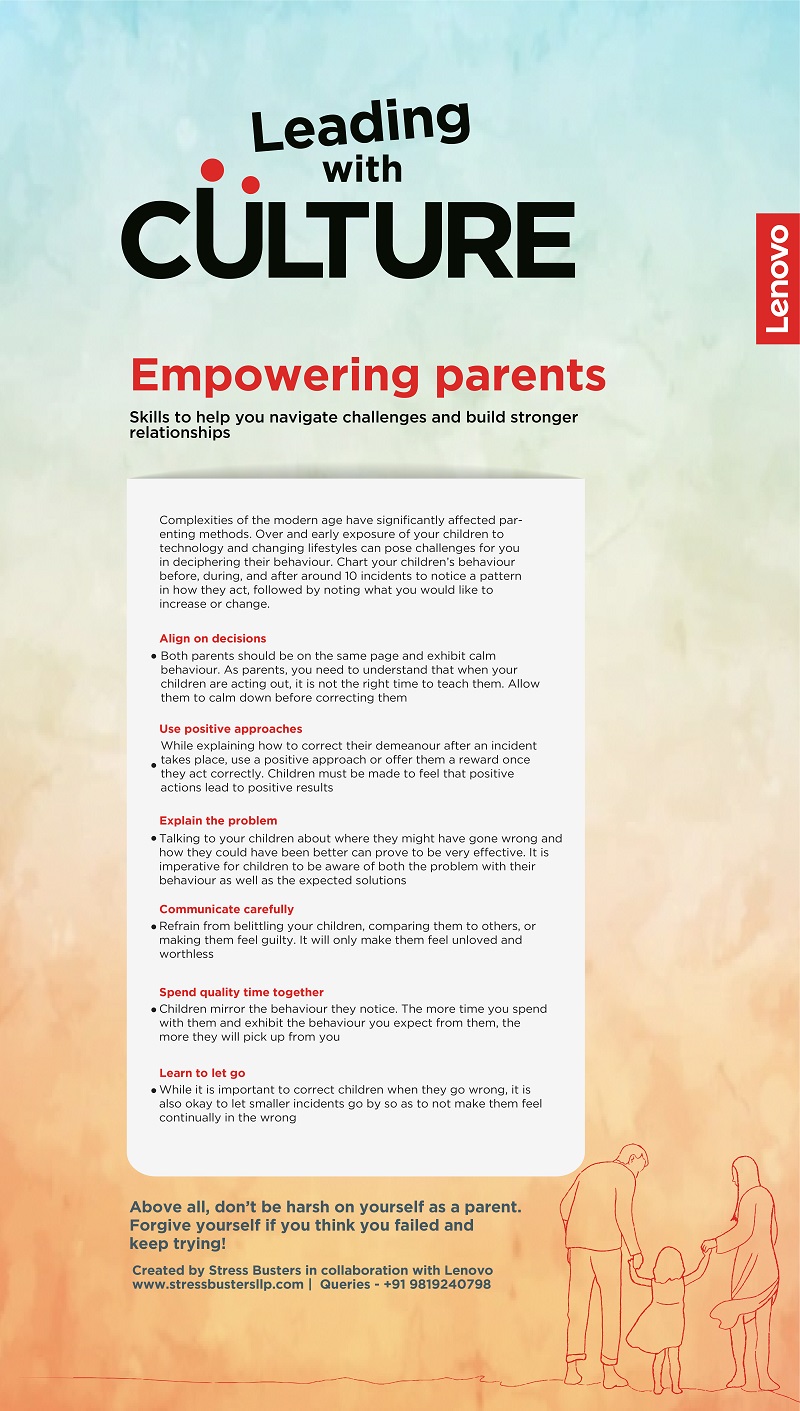 Leading
with
CULTURE
Lenovo
Empowering parents
Skills to help you navigate challenges and build stronger
relationships
Complexities of the modern age have significantly affected par-
enting methods. Over and early exposure of your children to
technology and changing lifestyles can pose challenges for you
in deciphering their behaviour. Chart your children's behaviour
before, during, and after around 10 incidents to notice a pattern
in how they act, followed by noting what you would like to
increase or change.
Align on decisions
• Both parents should be on the same page and exhibit calm
behaviour. As parents, you need to understand that when your
children are acting out, it is not the right time to teach them. Allow
them to calm down before correcting them
Use positive approaches
While explaining how to correct their demeanour after an incident
• takes place, use a positive approach or offer them a reward once
they act correctly. Children must be made to feel that positive
actions lead to positive results
Explain the problem
• Talking to your children about where they might have gone wrong and
how they could have been better can prove to be very effective. It is
imperative for children to be aware of both the problem with their
behaviour as well as the expected solutions
Communicate carefully
• Refrain from belittling your children, comparing them to others, or
making them feel guilty. It will only make them feel unloved and
worthless
Spend quality time together
• Children mirror the behaviour they notice. The more time you spend
with them and exhibit the behaviour you expect from them, the
more they will pick up from you
Learn to let go
• While it is important to correct children when they go wrong, it is
also okay to let smaller incidents go by so as to not make them feel
continually in the wrong
Above all, don't be harsh on yourself as a parent.
Forgive yourself if you think you failed and
keep trying!
Created by Stress Busters in collaboration with Lenovo
www.stressbustersllp.com | Queries - +91 9819240798